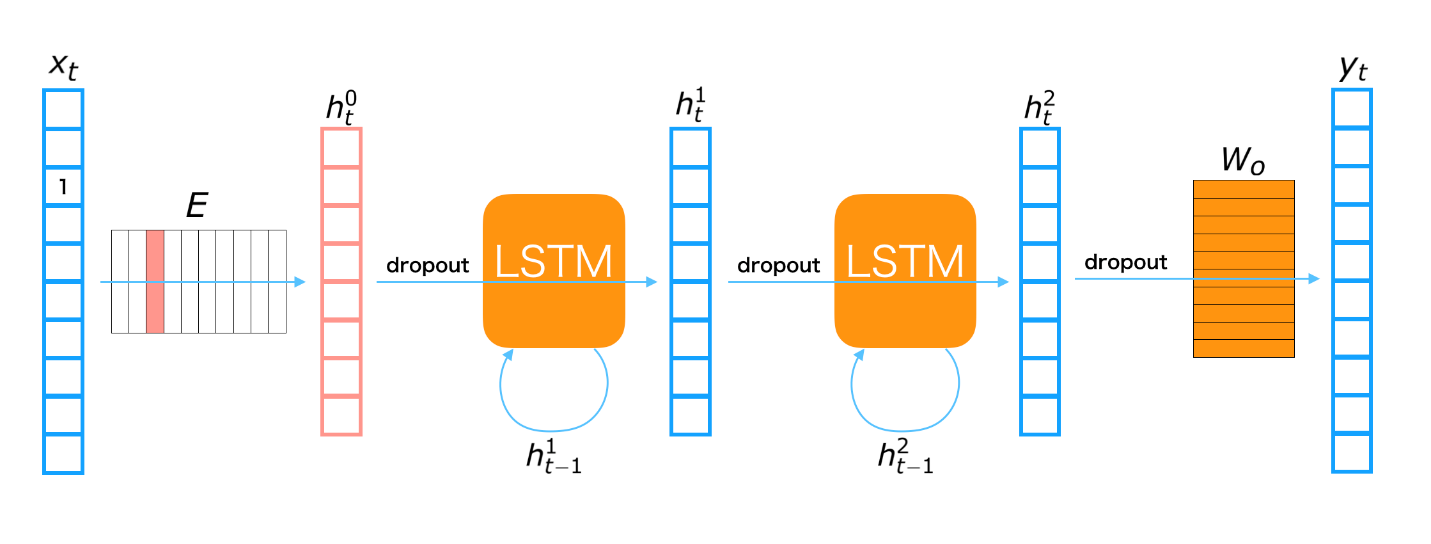 x_t
1
E
h_t^0
dropout
LSTM
h_{t-1}^1
h_t^1
dropout
LSTM
h_{t-1}^2
h_t^2
dropout
W_o
y_t